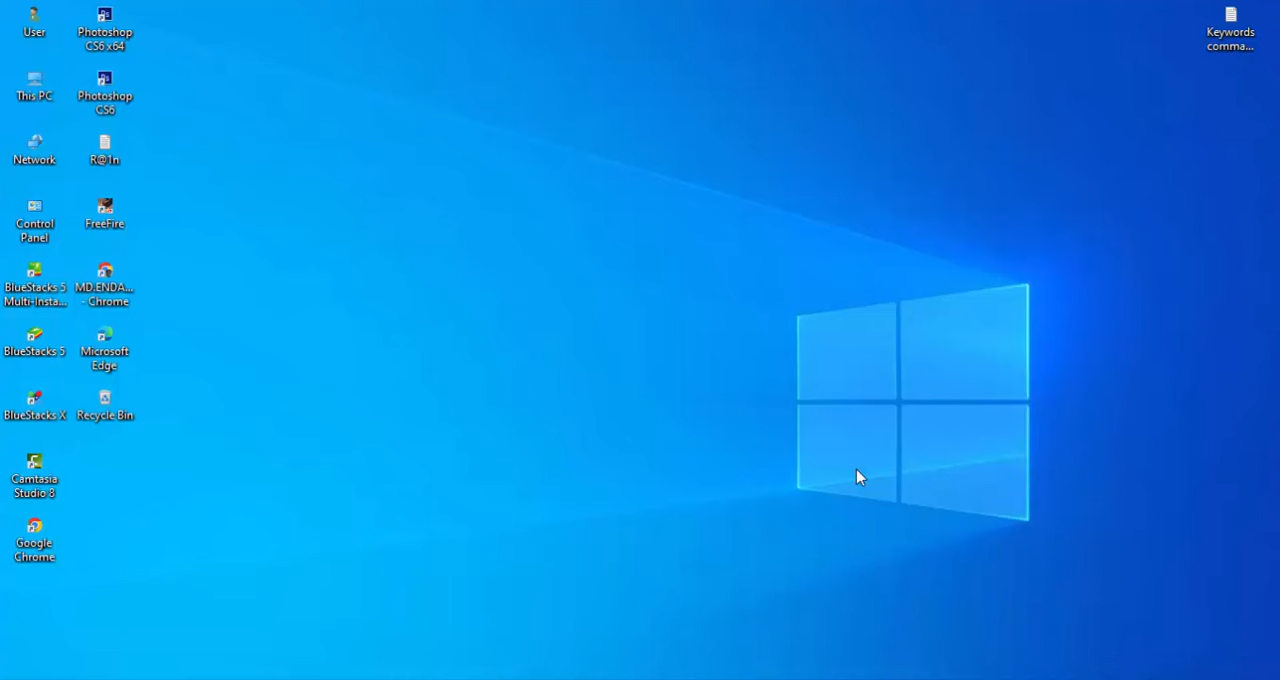 User
Photoshop
CS6 x64
Keywords
comma...
This PC
Photoshop
CS6
Network
R@1n
Control
Panel
FreeFire
BlueStacks 5
Multi-Insta...
MD.ENDA...
- Chrome
BlueStacks 5
Microsoft
Edge
BlueStacks X
Recycle Bin
Camtasia
Studio 8
Google
Chrome